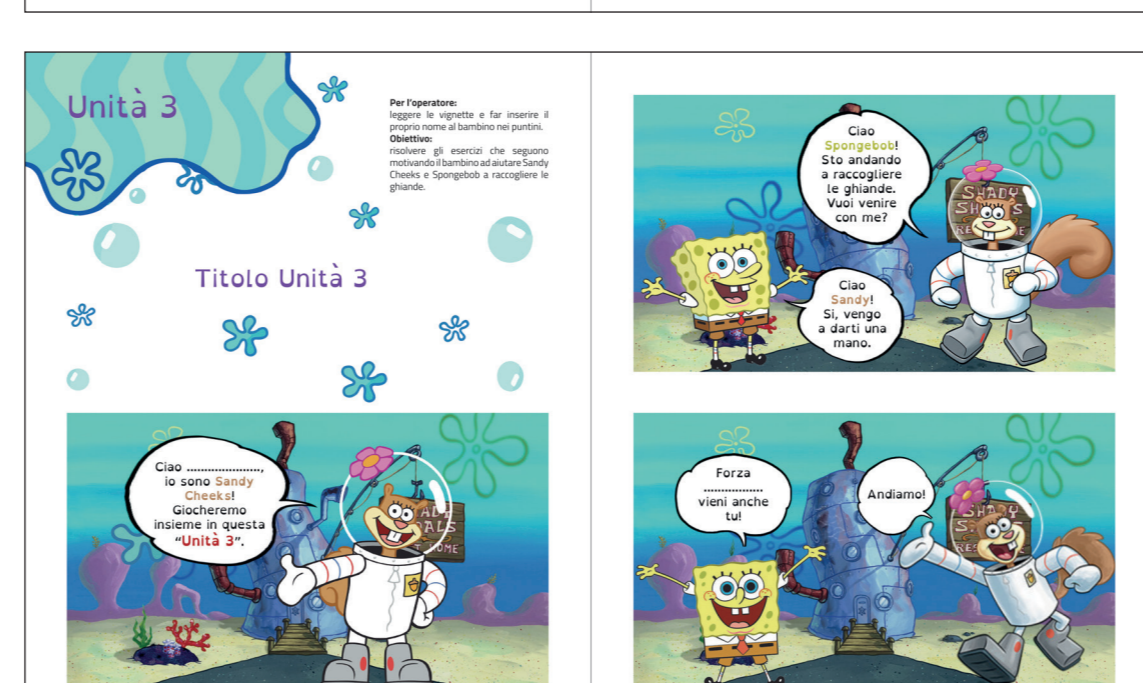 Unità 3
Per l'operatore:
leggere le vignette e far inserire il
proprio nome al bambino nei puntini.
Obiettivo:
risolvere gli esercizi che seguono
motivando il bambino ad aiutare Sandy
Cheeks e Spongebob a raccogliere le
ghiande.
Titolo Unità 3
Ciao ....................,
io sono Sandy
Cheeks!
Giocheremo
insieme in questa
“Unità 3”.
Ciao
Spongebob!
Sto andando
a raccogliere
le ghiande.
Vuoi venire
con me?
SHADY
Ciao
Sandy!
Si, vengo
a darti una
mano.
Forza
.................
vieni anche
tu!
Andiamo!